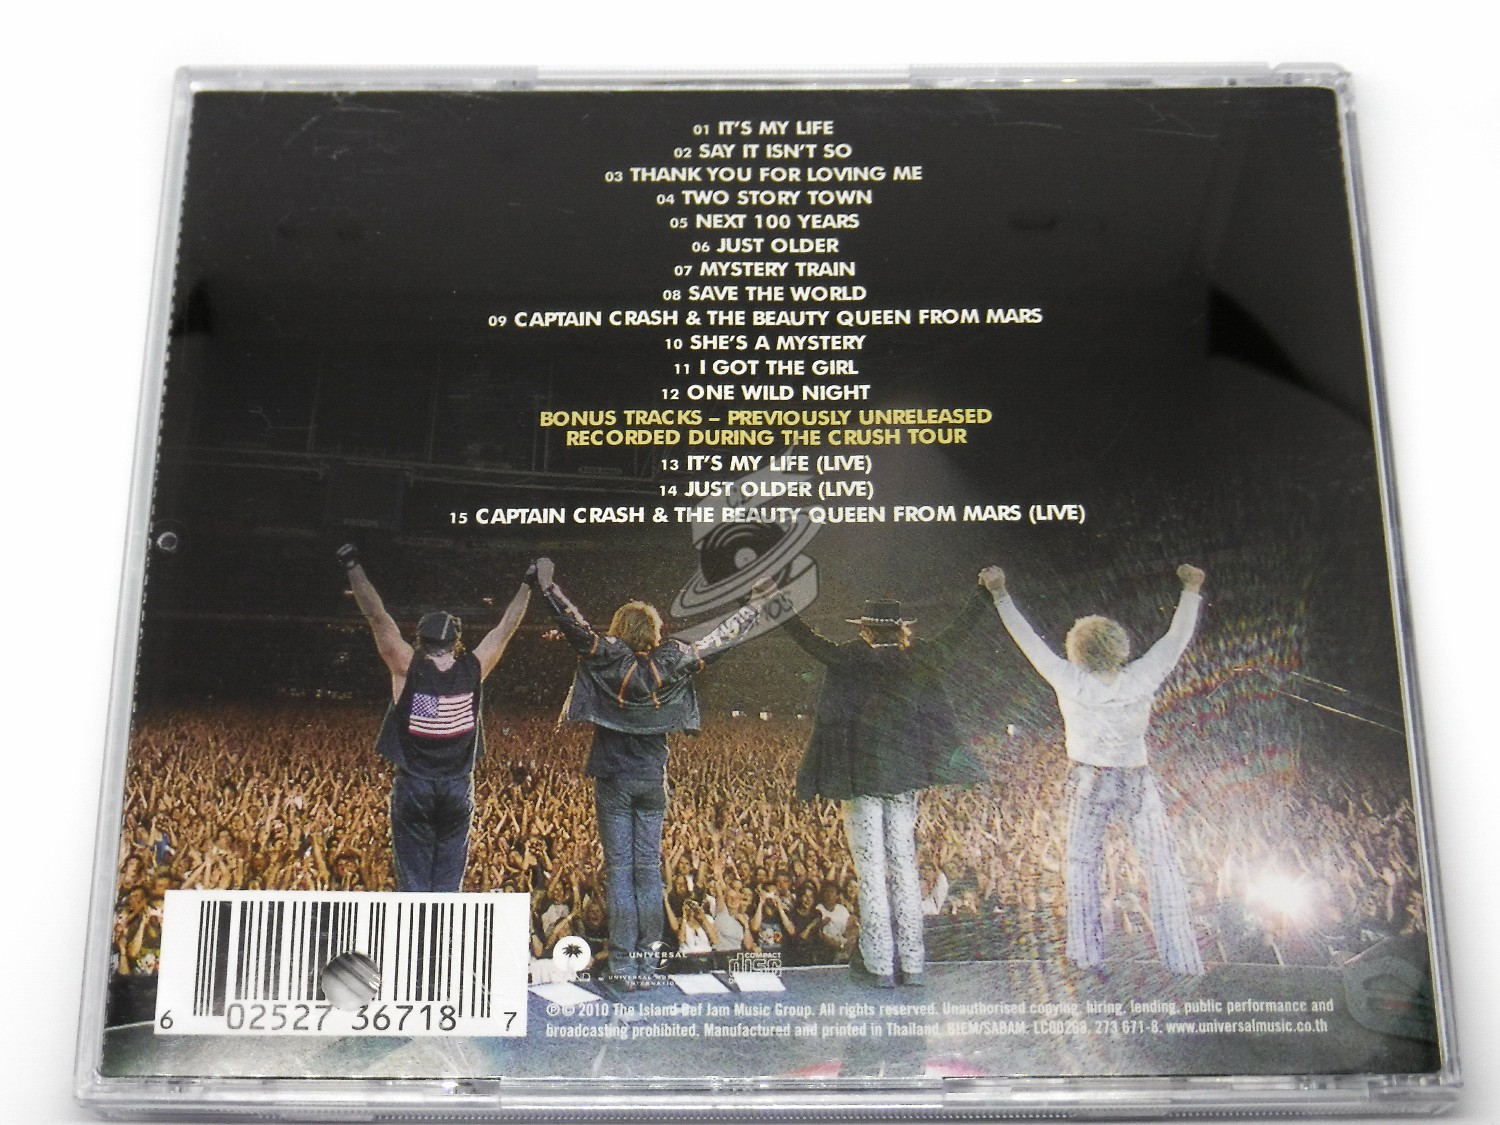 01 IT'S MY LIFE
02 SAY IT ISN'T SO
03 THANK YOU FOR LOVING ME
04 TWO STORY TOWN
05 NEXT 100 YEARS
06 JUST OLDER
07 MYSTERY TRAIN
08 SAVE THE WORLD
09 CAPTAIN CRASH & THE BEAUTY QUEEN FROM MARS
10 SHE'S A MYSTERY
11 I GOT THE GIRL
12 ONE WILD NIGHT
BONUS TRACKS – PREVIOUSLY UNRELEASED
RECORDED DURING THE CRUSH TOUR
13 IT'S MY LIFE (LIVE)
14 JUST OLDER (LIVE)
15 CAPTAIN CRASH & THE BEAUTY QUEEN FROM MARS (LIVE)
6 02527 36718 7
UNIVERSAL
COMPACT
disc
℗© 2010 The Island Def Jam Music Group. All rights reserved. Unauthorised copying, hiring, lending, public performance and
broadcasting prohibited. Manufactured and printed in Thailand. BIEM/SABAM. LC00268, 273 671-8. www.universalmusic.co.th